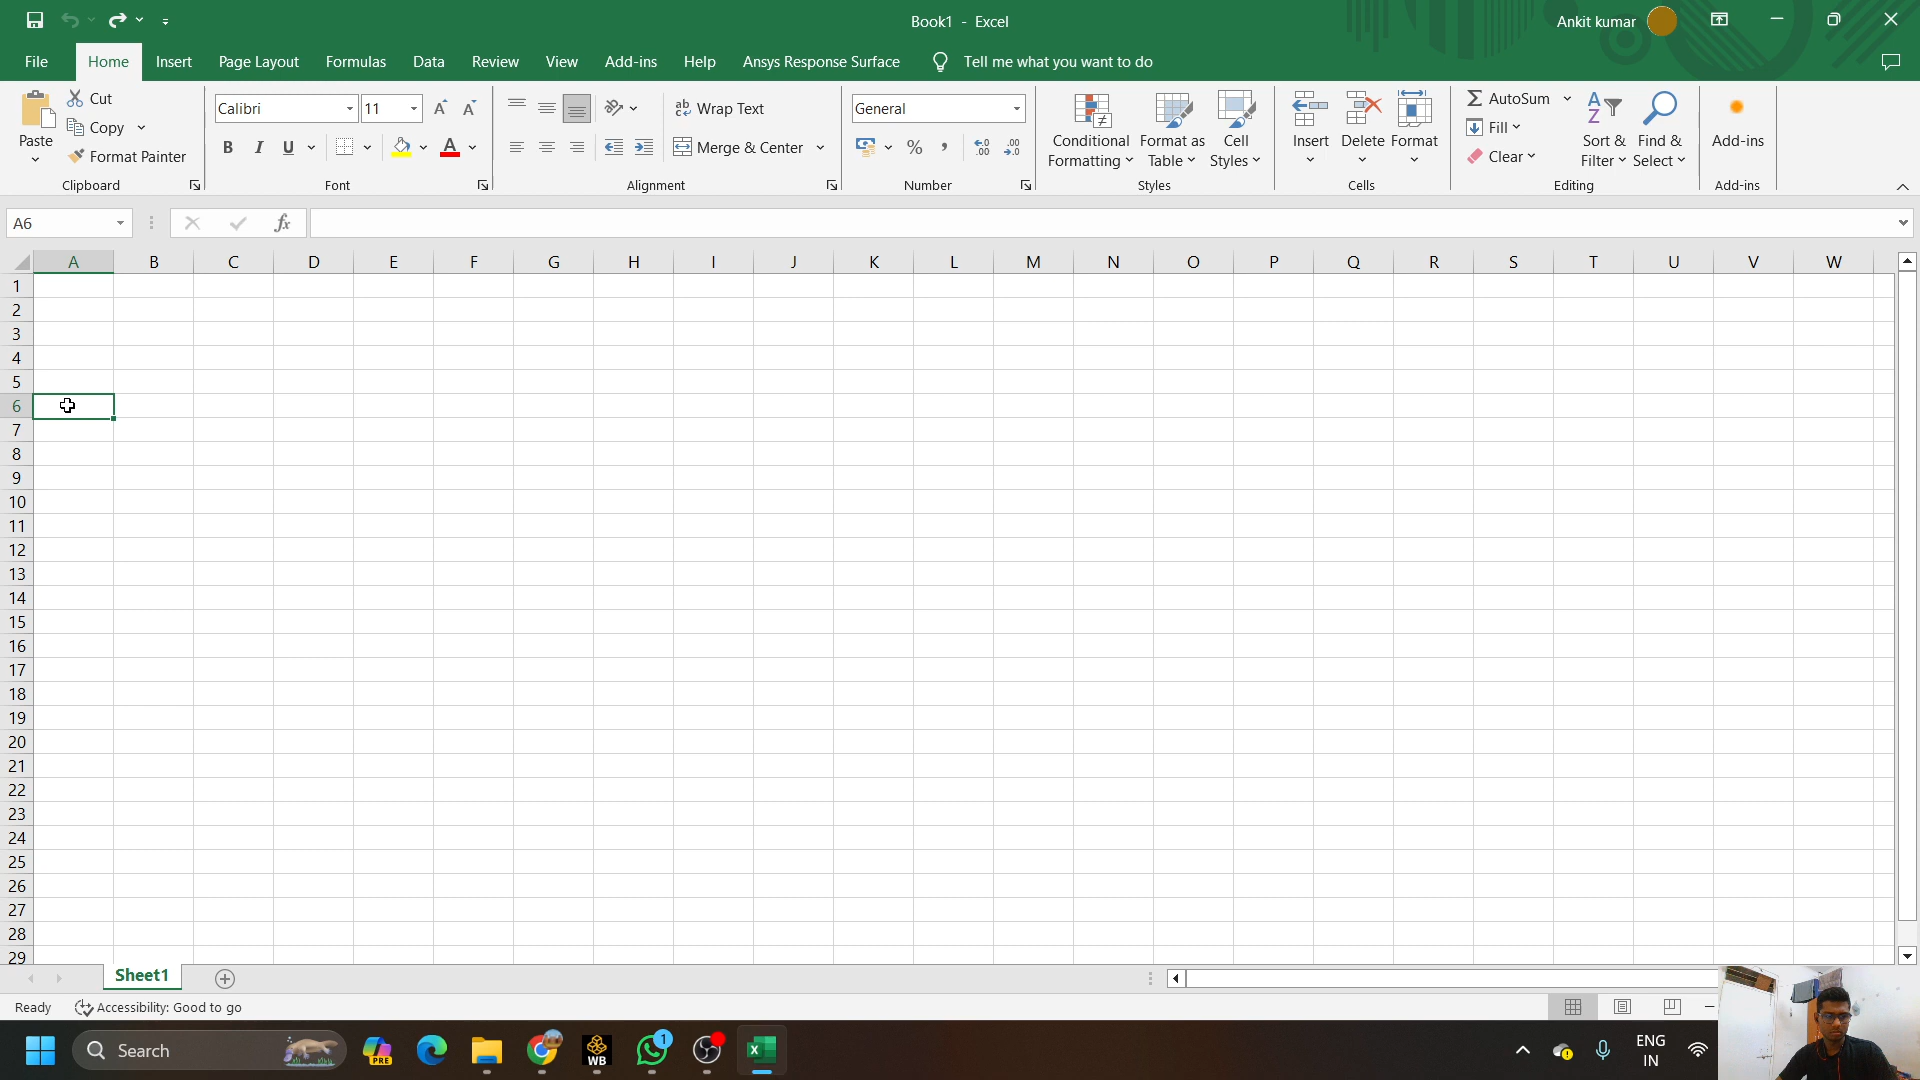 Book1 - Excel
Ankit kumar
File Home Insert Page Layout Formulas Data Review View Add-ins Help Ansys Response Surface Tell me what you want to do
Paste
Cut
Copy
Format Painter
Clipboard
Calibri 11
B I U
Font
Wrap Text
Merge & Center
Alignment
General
% ,
Number
Conditional Formatting
Format as Table
Cell Styles
Styles
Insert Delete Format
Cells
AutoSum
Fill
Clear
Sort & Filter
Find & Select
Editing
Add-ins
Add-ins
A6
fx
A B C D E F G H I J K L M N O P Q R S T U V W
1
2
3
4
5
6
7
8
9
10
11
12
13
14
15
16
17
18
19
20
21
22
23
24
25
26
27
28
29
Sheet1
Ready Accessibility: Good to go
Search
PRE
WB
1
ENG
IN